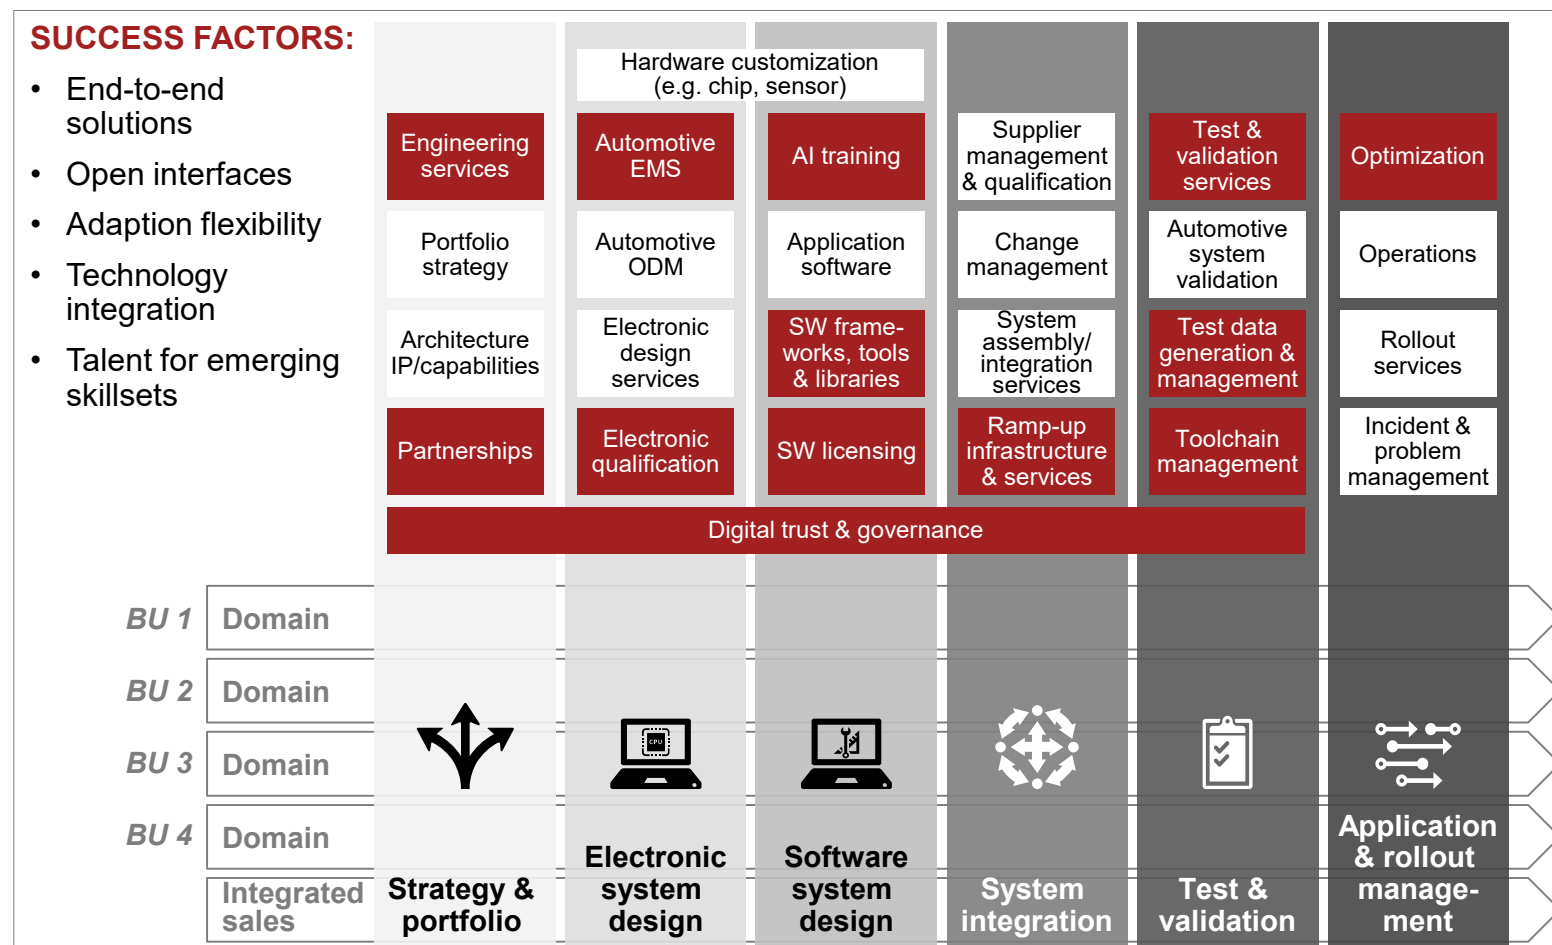 SUCCESS FACTORS:
• End-to-end
solutions
• Open interfaces
• Adaption flexibility
• Technology
integration
• Talent for emerging
skillsets
Hardware customization
(e.g. chip, sensor)
Engineering
services
Automotive
EMS
AI training
Supplier
management
& qualification
Test &
validation
services
Optimization
Portfolio
strategy
Automotive
ODM
Application
software
Change
management
Automotive
system
validation
Operations
Architecture
IP/capabilities
Electronic
design
services
SW frame-
works, tools
& libraries
System
assembly/
integration
services
Test data
generation &
management
Rollout
services
Partnerships
Electronic
qualification
SW licensing
Ramp-up
infrastructure
& services
Toolchain
management
Incident &
problem
management
Digital trust & governance
BU 1 Domain
BU 2 Domain
BU 3 Domain
BU 4 Domain
Integrated
sales
CPU
Strategy &
portfolio
Electronic
system
design
Software
system
design
System
integration
Test &
validation
Application
& rollout
manage-
ment